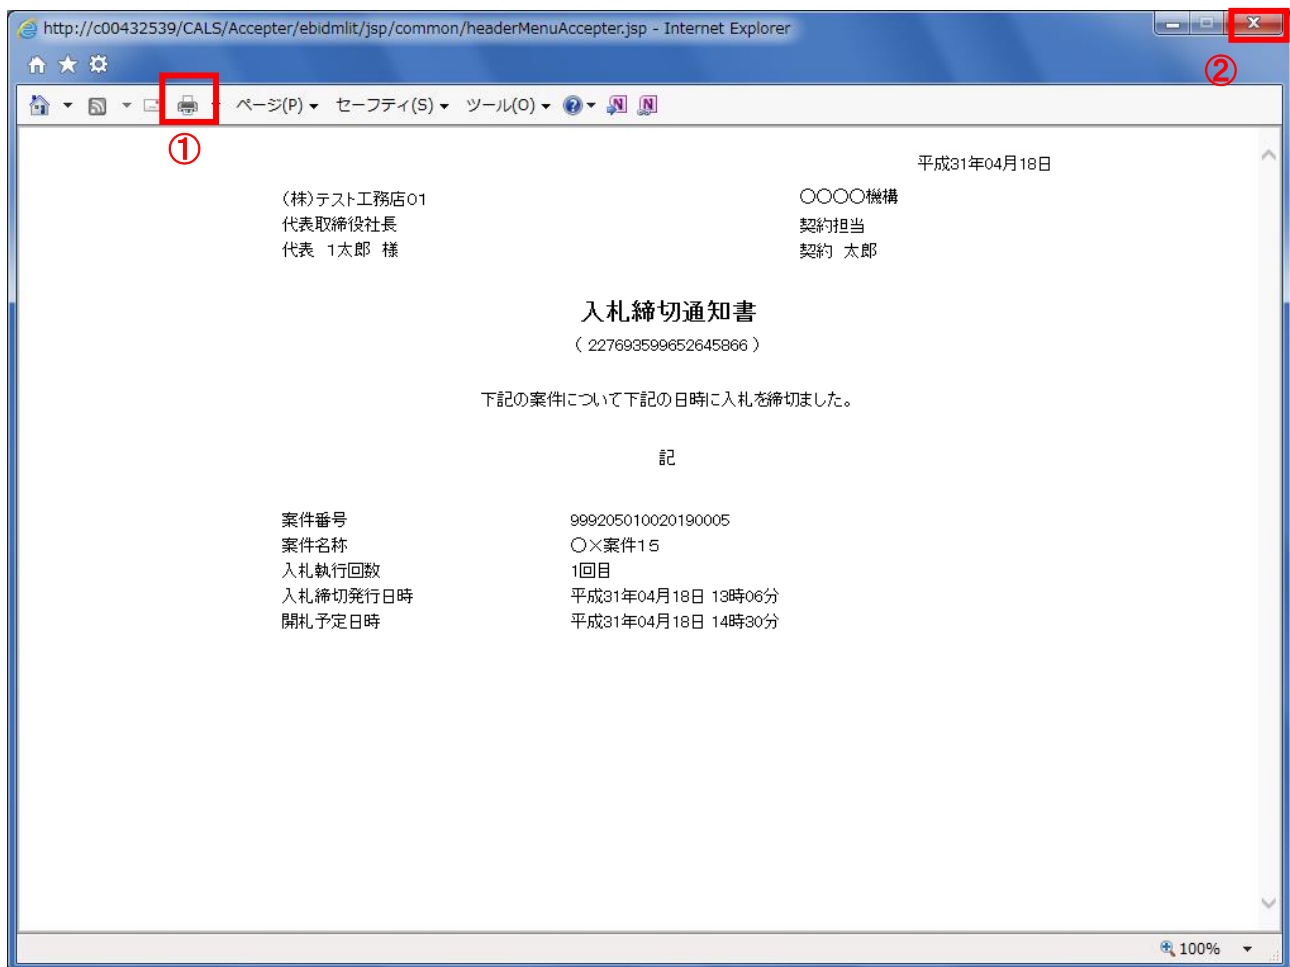 http://c00432539/CALS/Accepter/ebidmlit/jsp/common/headerMenuAccepter.jsp - Internet Explorer
②
ページ(P) セーフティ(S) ツール(O)
①
平成31年04月18日
(株)テスト工務店01 〇〇〇〇機構
代表取締役社長 契約担当
代表 1太郎 様 契約 太郎
入札締切通知書
( 227693599652645866 )
下記の案件について下記の日時に入札を締切ました。
記
案件番号 999205010020190005
案件名称 〇×案件15
入札執行回数 1回目
入札締切発行日時 平成31年04月18日 13時06分
開札予定日時 平成31年04月18日 14時30分
100%